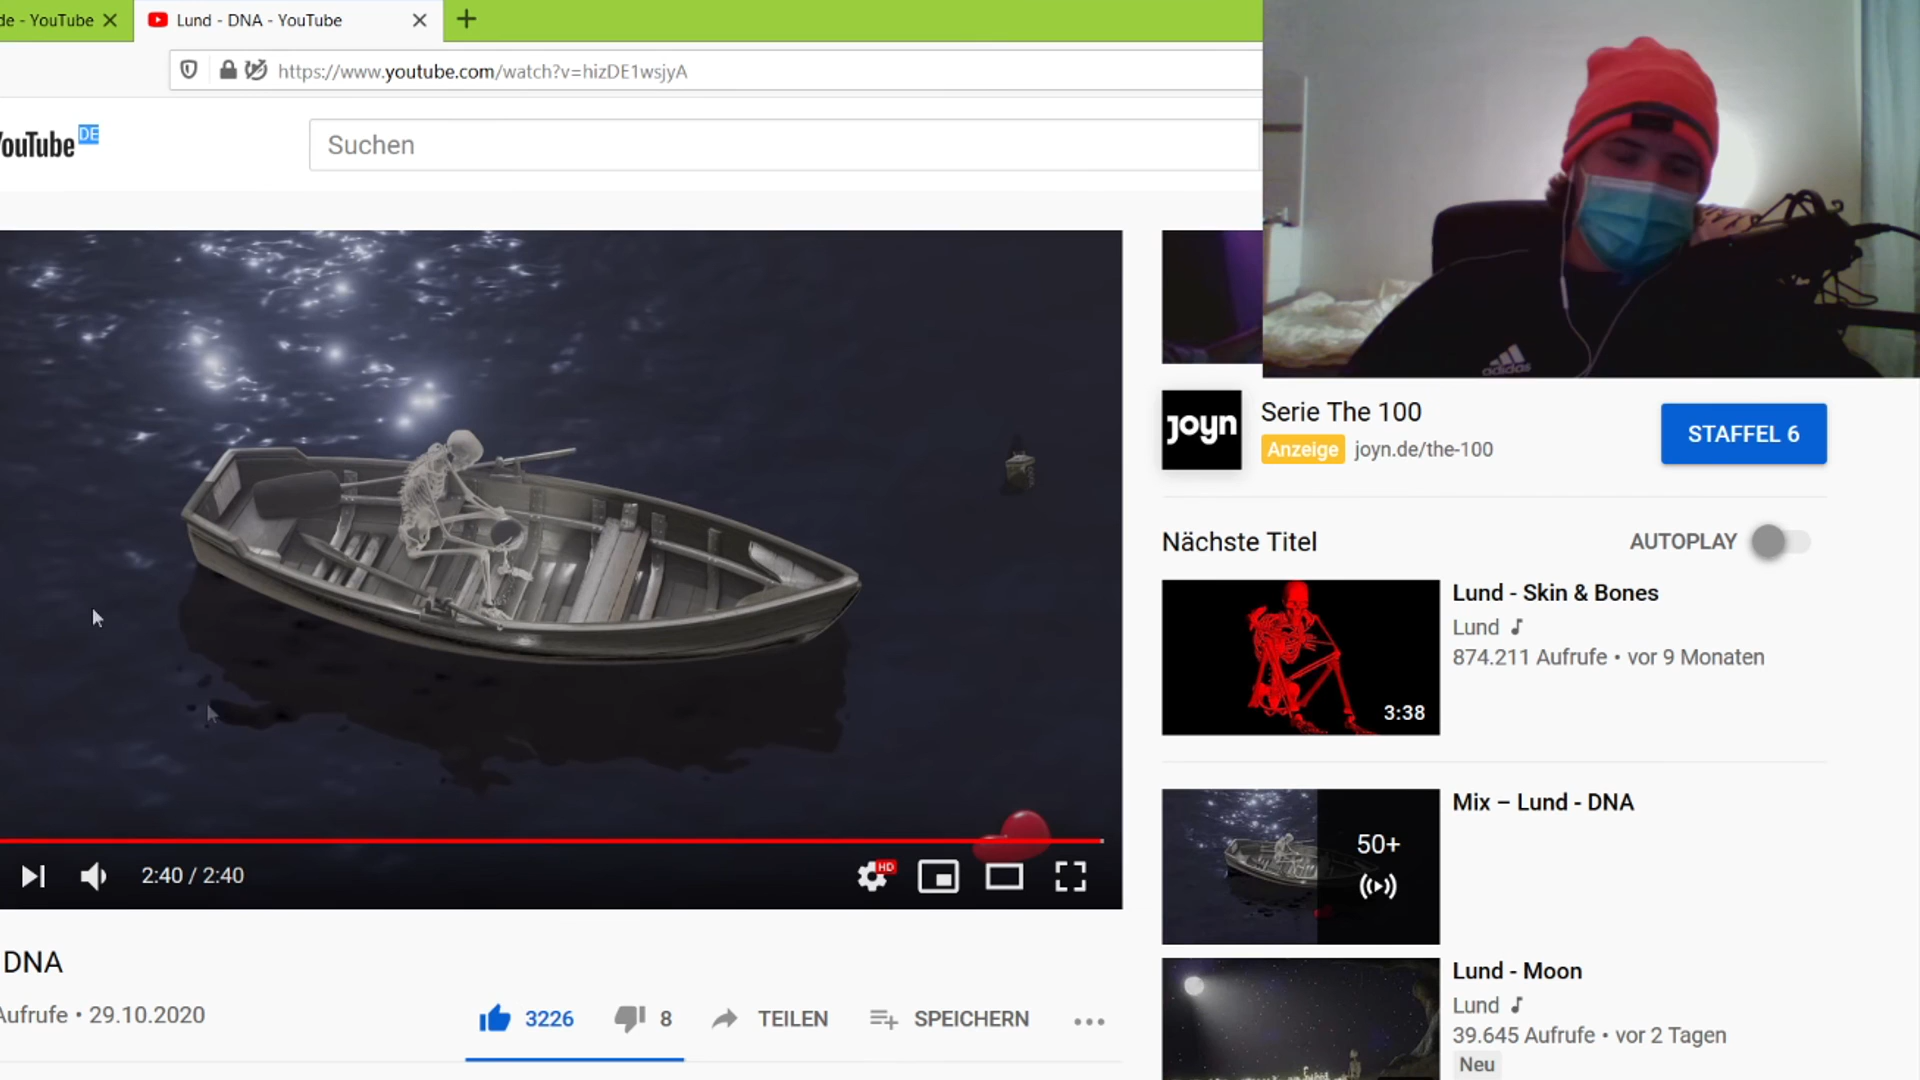 de - YouTube
Lund - DNA - YouTube
https://www.youtube.com/watch?v=hizDE1wsjyA
YouTube DE
Suchen
adidas
joyn
Serie The 100
Anzeige joyn.de/the-100
STAFFEL 6
Nächste Titel
AUTOPLAY
Lund - Skin & Bones
Lund
874.211 Aufrufe • vor 9 Monaten
3:38
Mix – Lund - DNA
50+
Lund - Moon
Lund
39.645 Aufrufe • vor 2 Tagen
Neu
2:40 / 2:40
HD
DNA
Aufrufe • 29.10.2020
3226
8
TEILEN
SPEICHERN